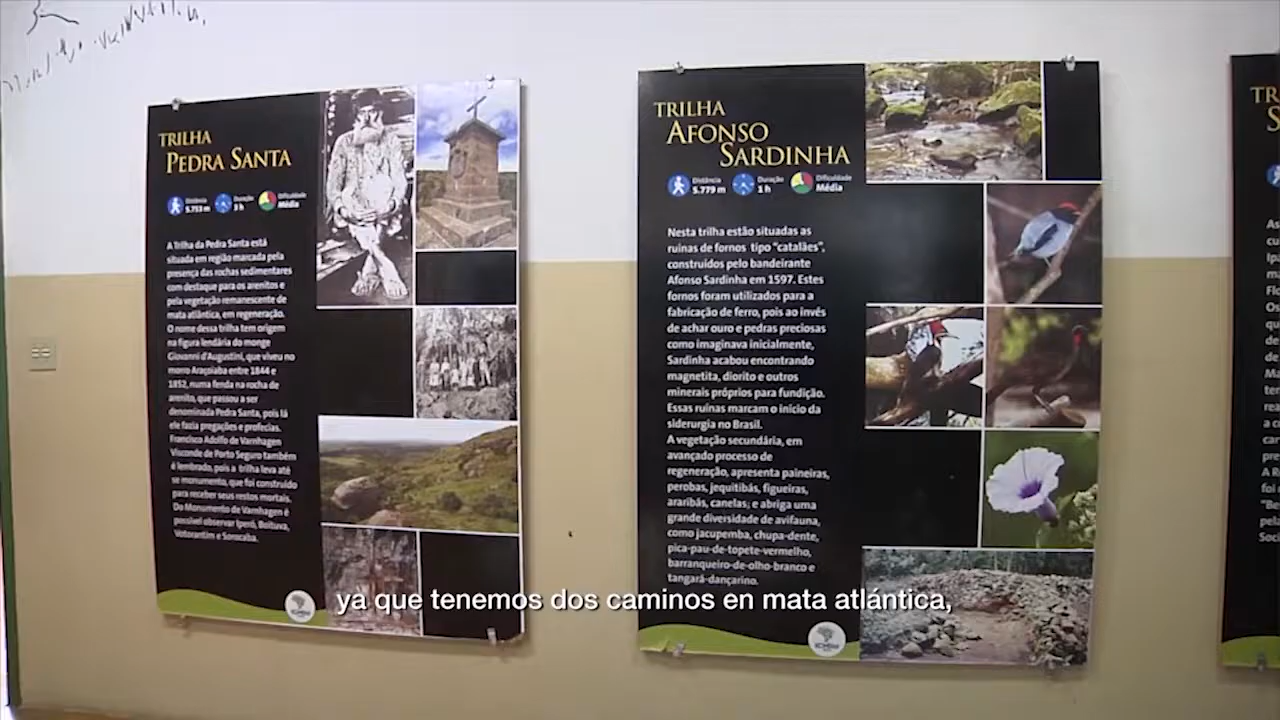 TRILHA
PEDRA SANTA
Distância
5.753 m
Duração
3 h
Dificuldade
Média
A Trilha da Pedra Santa está
situada em região marcada pela
presença das rochas sedimentares
com destaque para os arenitos e
pela vegetação remanescente de
mata atlântica, em regeneração.
O nome dessa trilha tem origem
na figura lendária do monge
Giovanni d'Augustini, que viveu no
morro Araçoiaba entre 1844 e
1852, numa fenda na rocha de
arenito, que passou a ser
denominada Pedra Santa, pois lá
ele fazia pregações e profecias.
Francisco Adolfo de Varnhagen
Visconde de Porto Seguro também
é lembrado, pois a trilha leva até
se monumento, que foi construído
para receber seus restos mortais.
Do Monumento de Varnhagen é
possível observar Iperó, Boituva,
Votorantim e Sorocaba.
TRILHA
AFONSO
SARDINHA
Distância
5.779 m
Duração
1 h
Dificuldade
Média
Nesta trilha estão situadas as
ruínas de fornos tipo "catalães",
construídos pelo bandeirante
Afonso Sardinha em 1597. Estes
fornos foram utilizados para a
fabricação de ferro, pois ao invés
de achar ouro e pedras preciosas
como imaginava inicialmente,
Sardinha acabou encontrando
magnetita, diorito e outros
minerais próprios para fundição.
Essas ruínas marcam o início da
siderurgia no Brasil.
A vegetação secundária, em
avançado processo de
regeneração, apresenta paineiras,
perobas, jequitibás, figueiras,
araribás, canelas; e abriga uma
grande diversidade de avifauna,
como jacupemba, chupa-dente,
pica-pau-de-topete-vermelho,
barranqueiro-de-olho-branco e
tangará-dançarino.
ICMBio
ya que tenemos dos caminos en mata atlántica,